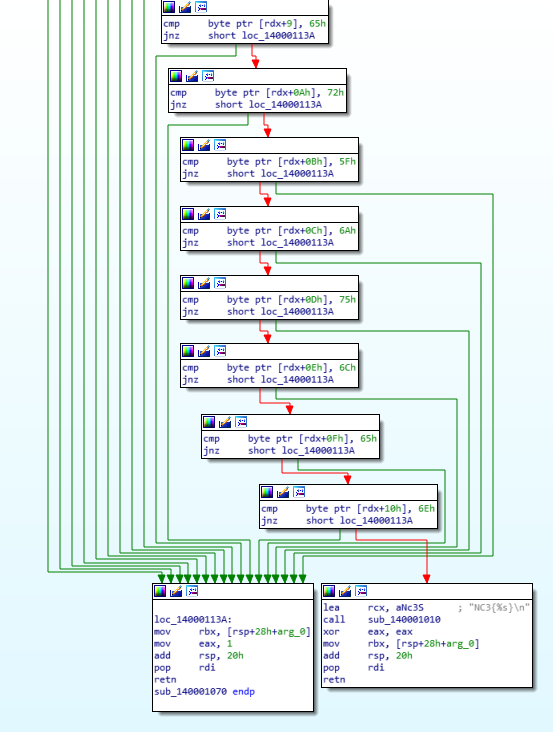 cmp     byte ptr [rdx+9], 65h
jnz     short loc_14000113A
cmp     byte ptr [rdx+0Ah], 72h
jnz     short loc_14000113A
cmp     byte ptr [rdx+0Bh], 5Fh
jnz     short loc_14000113A
cmp     byte ptr [rdx+0Ch], 6Ah
jnz     short loc_14000113A
cmp     byte ptr [rdx+0Dh], 75h
jnz     short loc_14000113A
cmp     byte ptr [rdx+0Eh], 6Ch
jnz     short loc_14000113A
cmp     byte ptr [rdx+0Fh], 65h
jnz     short loc_14000113A
cmp     byte ptr [rdx+10h], 6Eh
jnz     short loc_14000113A
loc_14000113A:
mov     rbx, [rsp+28h+arg_0]
mov     eax, 1
add     rsp, 20h
pop     rdi
retn
sub_140001070 endp
lea     rcx, aNc3S      ; "NC3{%s}\n"
call    sub_140001010
xor     eax, eax
mov     rbx, [rsp+28h+arg_0]
add     rsp, 20h
pop     rdi
retn